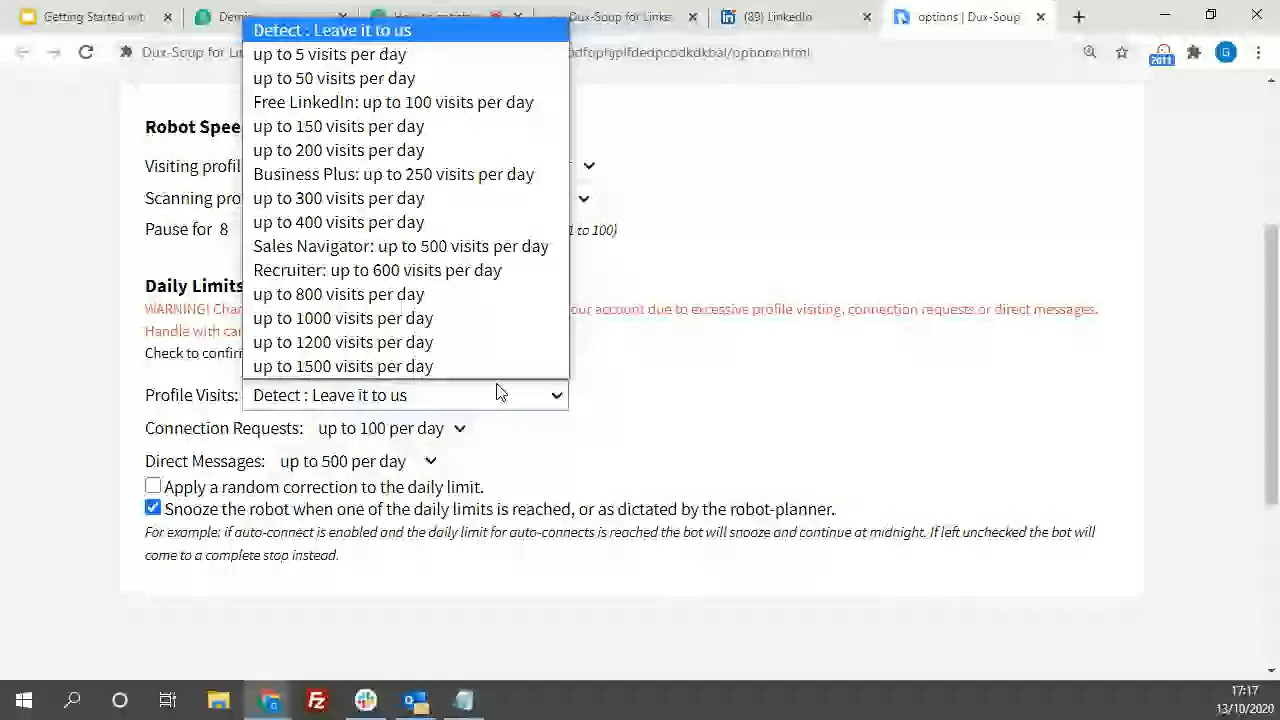 Getting Started wit
Dux-Soup for Linke
(89) LinkedIn
options | Dux-Soup
Dux-Soup for Lin
dfophpiplfdedpcodkdkbal/options.html
2011
G
Detect : Leave it to us
up to 5 visits per day
up to 50 visits per day
Free LinkedIn: up to 100 visits per day
up to 150 visits per day
up to 200 visits per day
Business Plus: up to 250 visits per day
up to 300 visits per day
up to 400 visits per day
Sales Navigator: up to 500 visits per day
Recruiter: up to 600 visits per day
up to 800 visits per day
up to 1000 visits per day
up to 1200 visits per day
up to 1500 visits per day
Robot Spee
Visiting profil
Scanning pro
Pause for 8 1 to 100)
Daily Limits
WARNING! Chan our account due to excessive profile visiting, connection requests or direct messages.
Handle with car
Check to confir
Profile Visits: Detect : Leave it to us
Connection Requests: up to 100 per day
Direct Messages: up to 500 per day
Apply a random correction to the daily limit.
Snooze the robot when one of the daily limits is reached, or as dictated by the robot-planner.
For example: if auto-connect is enabled and the daily limit for auto-connects is reached the bot will snooze and continue at midnight. If left unchecked the bot will
come to a complete stop instead.
17:17
13/10/2020